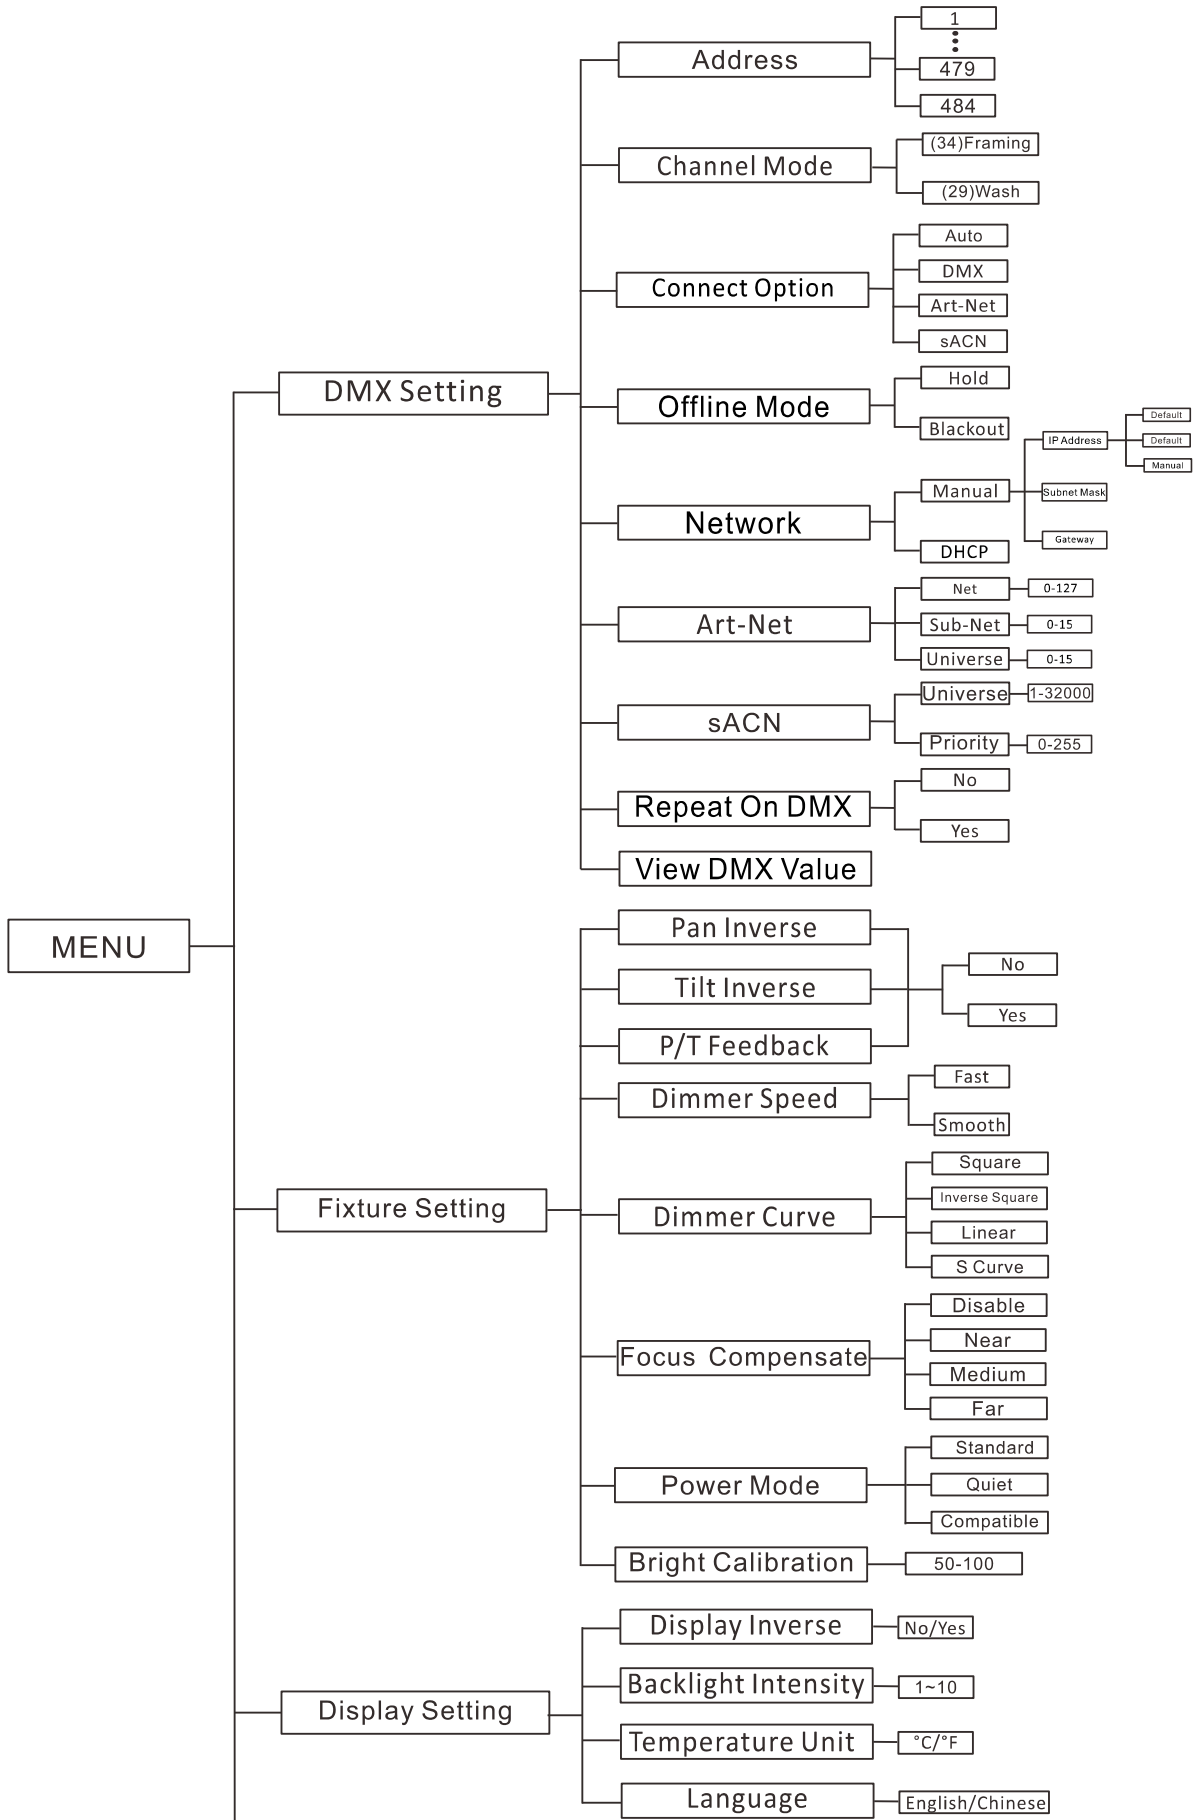 MENU
DMX Setting
Address
1
479
484
Channel Mode
(34)Framing
(29)Wash
Connect Option
Auto
DMX
Art-Net
sACN
Offline Mode
Hold
Blackout
Network
Manual
IP Address
Default
Default
Manual
Subnet Mask
Gateway
DHCP
Art-Net
Net
0-127
Sub-Net
0-15
Universe
0-15
sACN
Universe
1-32000
Priority
0-255
Repeat On DMX
No
Yes
View DMX Value
Fixture Setting
Pan Inverse
Tilt Inverse
P/T Feedback
No
Yes
Dimmer Speed
Fast
Smooth
Dimmer Curve
Square
Inverse Square
Linear
S Curve
Focus Compensate
Disable
Near
Medium
Far
Power Mode
Standard
Quiet
Compatible
Bright Calibration
50-100
Display Setting
Display Inverse
No/Yes
Backlight Intensity
1~10
Temperature Unit
°C/°F
Language
English/Chinese